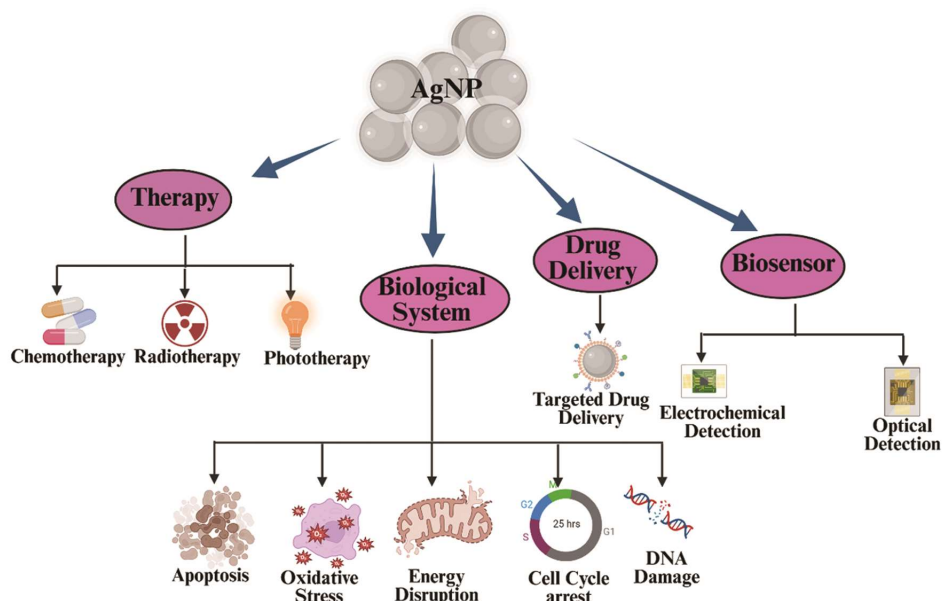 AgNP
Therapy
Drug
Delivery
Biosensor
Biological
System
Chemotherapy
Radiotherapy
Phototherapy
Targeted Drug
Delivery
Electrochemical
Detection
Optical
Detection
M
G2
25 hrs
G1
S
O₂
Apoptosis
Oxidative
Stress
Energy
Disruption
Cell Cycle
arrest
DNA
Damage